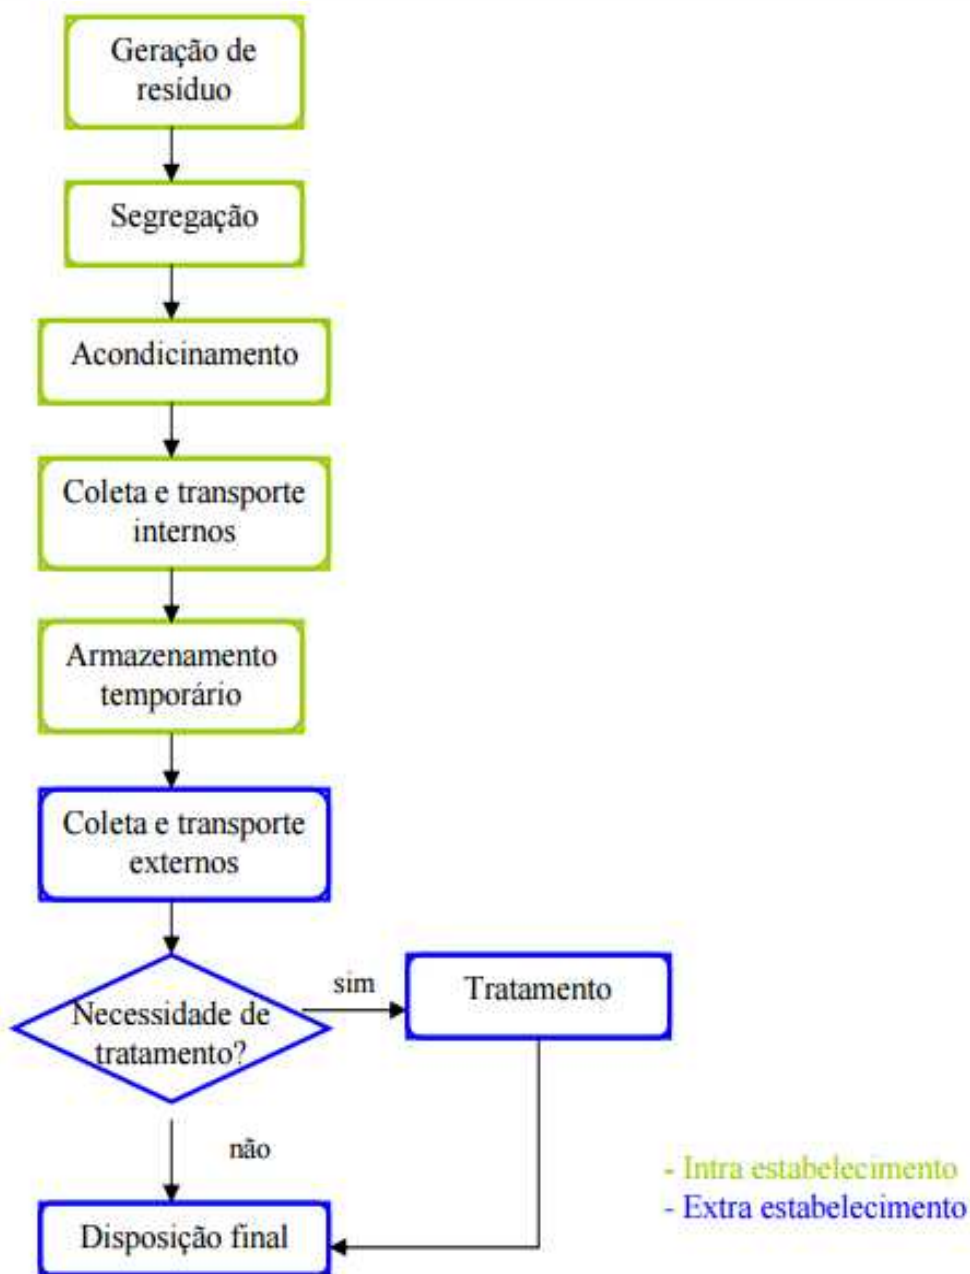 Geração de
resíduo
Segregação
Acondicinamento
Coleta e transporte
internos
Armazenamento
temporário
Coleta e transporte
externos
Necessidade de
tratamento?
sim
Tratamento
não
Disposição final
- Intra estabelecimento
- Extra estabelecimento